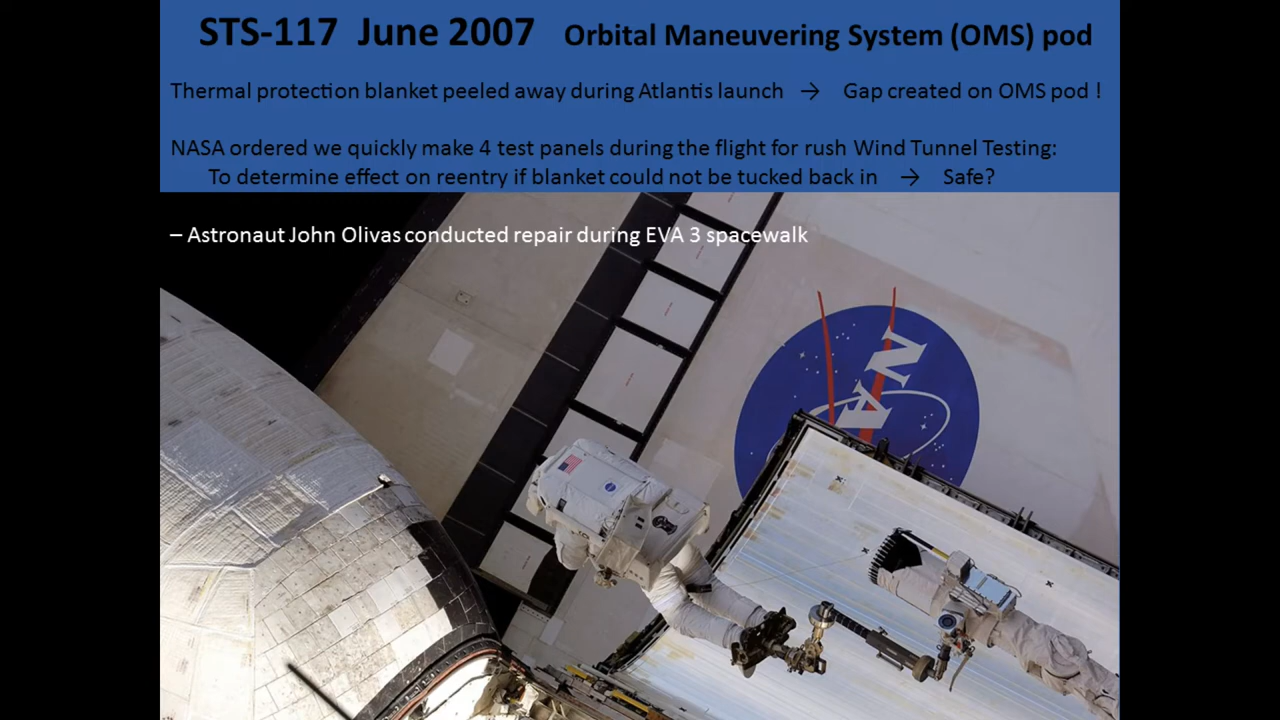 STS-117 June 2007 Orbital Maneuvering System (OMS) pod
Thermal protection blanket peeled away during Atlantis launch → Gap created on OMS pod !
NASA ordered we quickly make 4 test panels during the flight for rush Wind Tunnel Testing:
To determine effect on reentry if blanket could not be tucked back in → Safe?
– Astronaut John Olivas conducted repair during EVA 3 spacewalk
NA